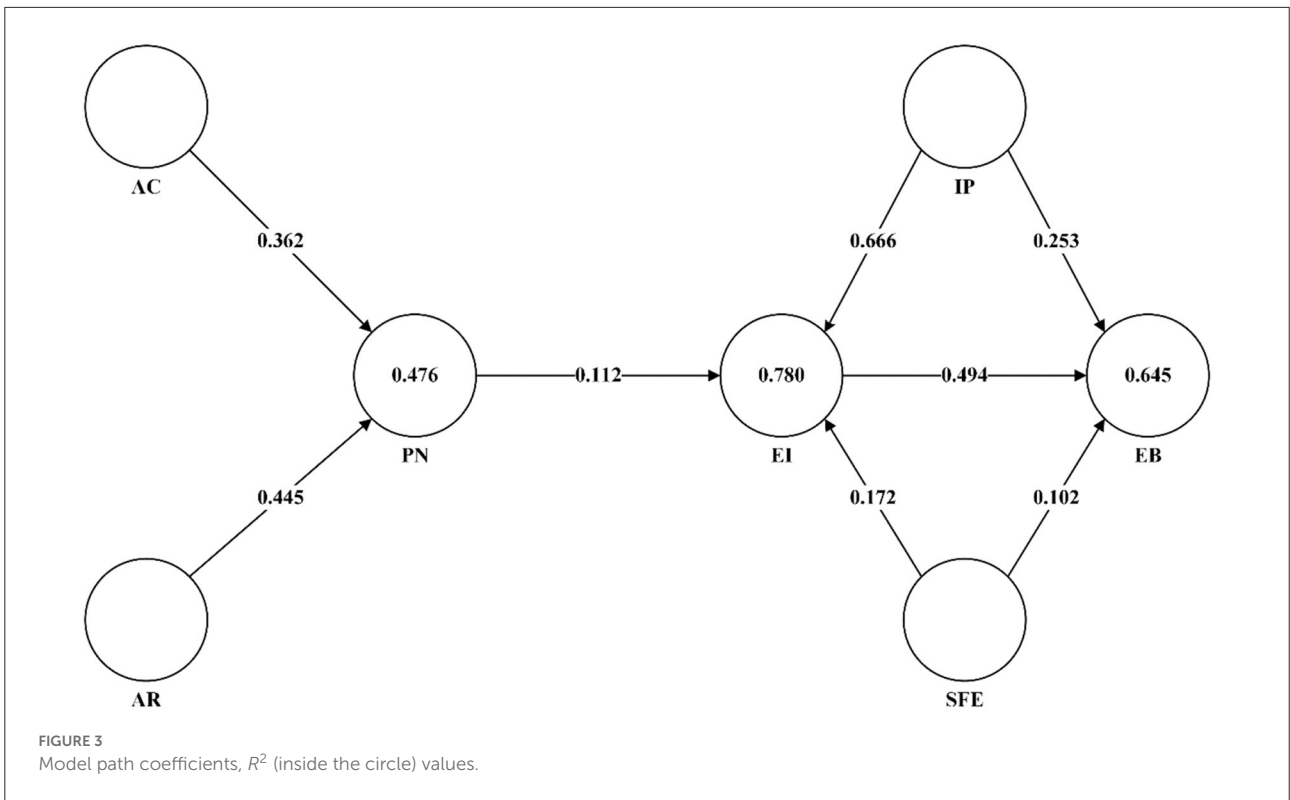 AC
IP
0.362
0.666
0.253
0.476
0.112
0.780
0.494
0.645
PN
EI
EB
0.445
0.172
0.102
AR
SFE
FIGURE 3
Model path coefficients, R² (inside the circle) values.